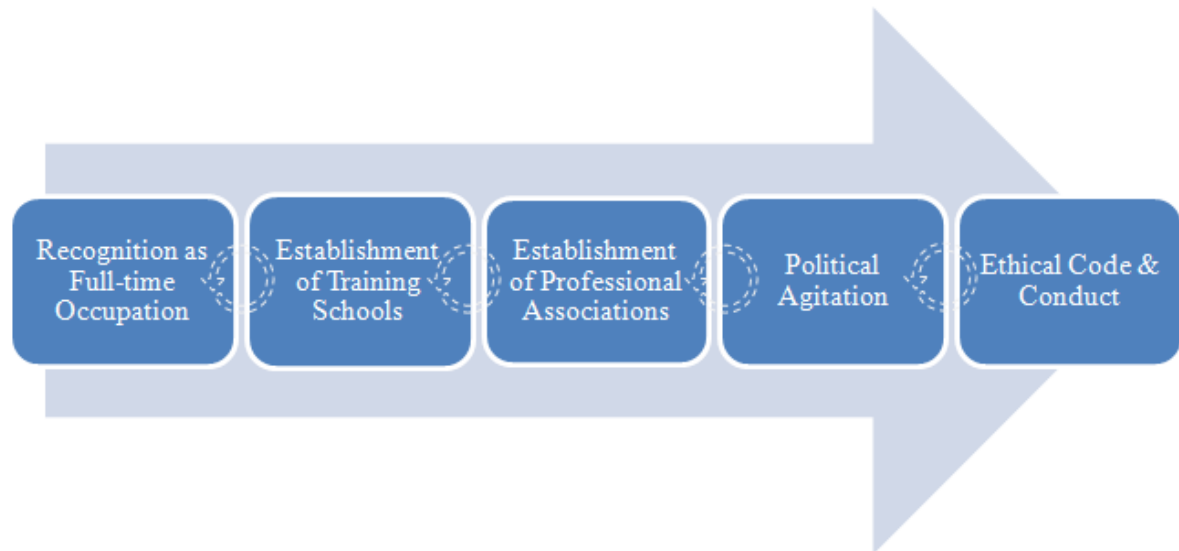 Recognition as
Full-time
Occupation
Establishment
of Training
Schools
Establishment
of Professional
Associations
Political
Agitation
Ethical Code &
Conduct